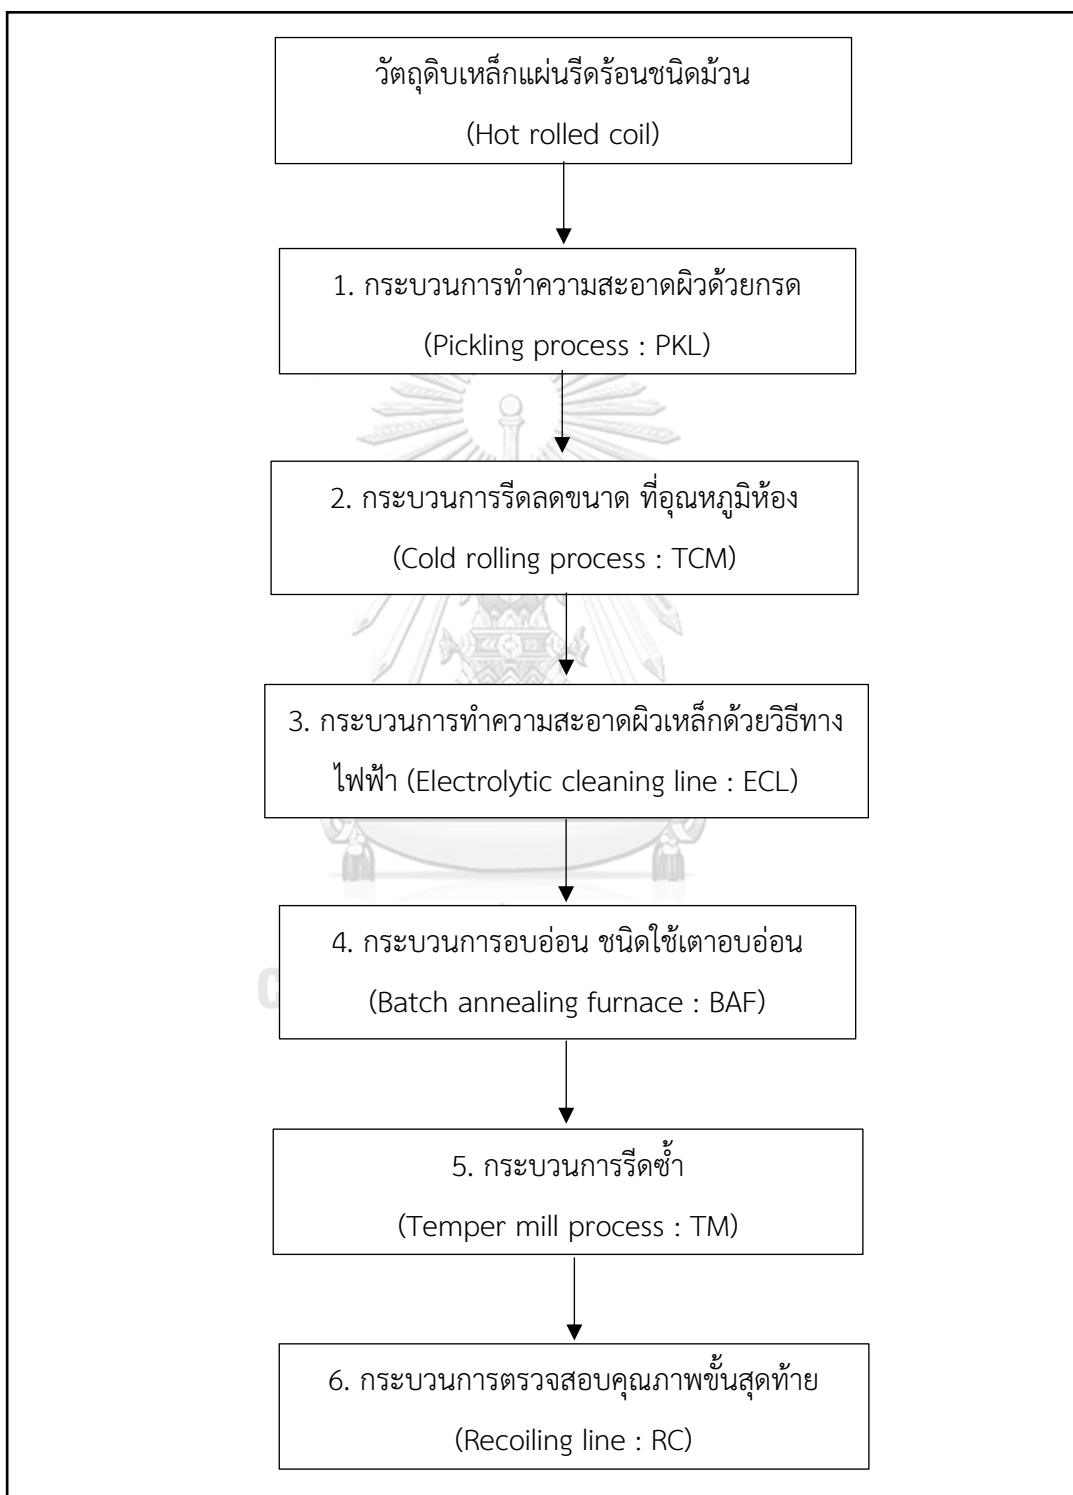 วัตถุดิบเหล็กแผ่นรีดร้อนชนิดม้วน
(Hot rolled coil)
1. กระบวนการทำความสะอาดผิวด้วยกรด
(Pickling process : PKL)
2. กระบวนการรีดลดขนาด ที่อุณหภูมิห้อง
(Cold rolling process : TCM)
3. กระบวนการทำความสะอาดผิวเหล็กด้วยวิธีทาง
ไฟฟ้า (Electrolytic cleaning line : ECL)
4. กระบวนการอบอ่อน ชนิดใช้เตาอบอ่อน
(Batch annealing furnace : BAF)
5. กระบวนการรีดซ้ำ
(Temper mill process : TM)
6. กระบวนการตรวจสอบคุณภาพขั้นสุดท้าย
(Recoiling line : RC)